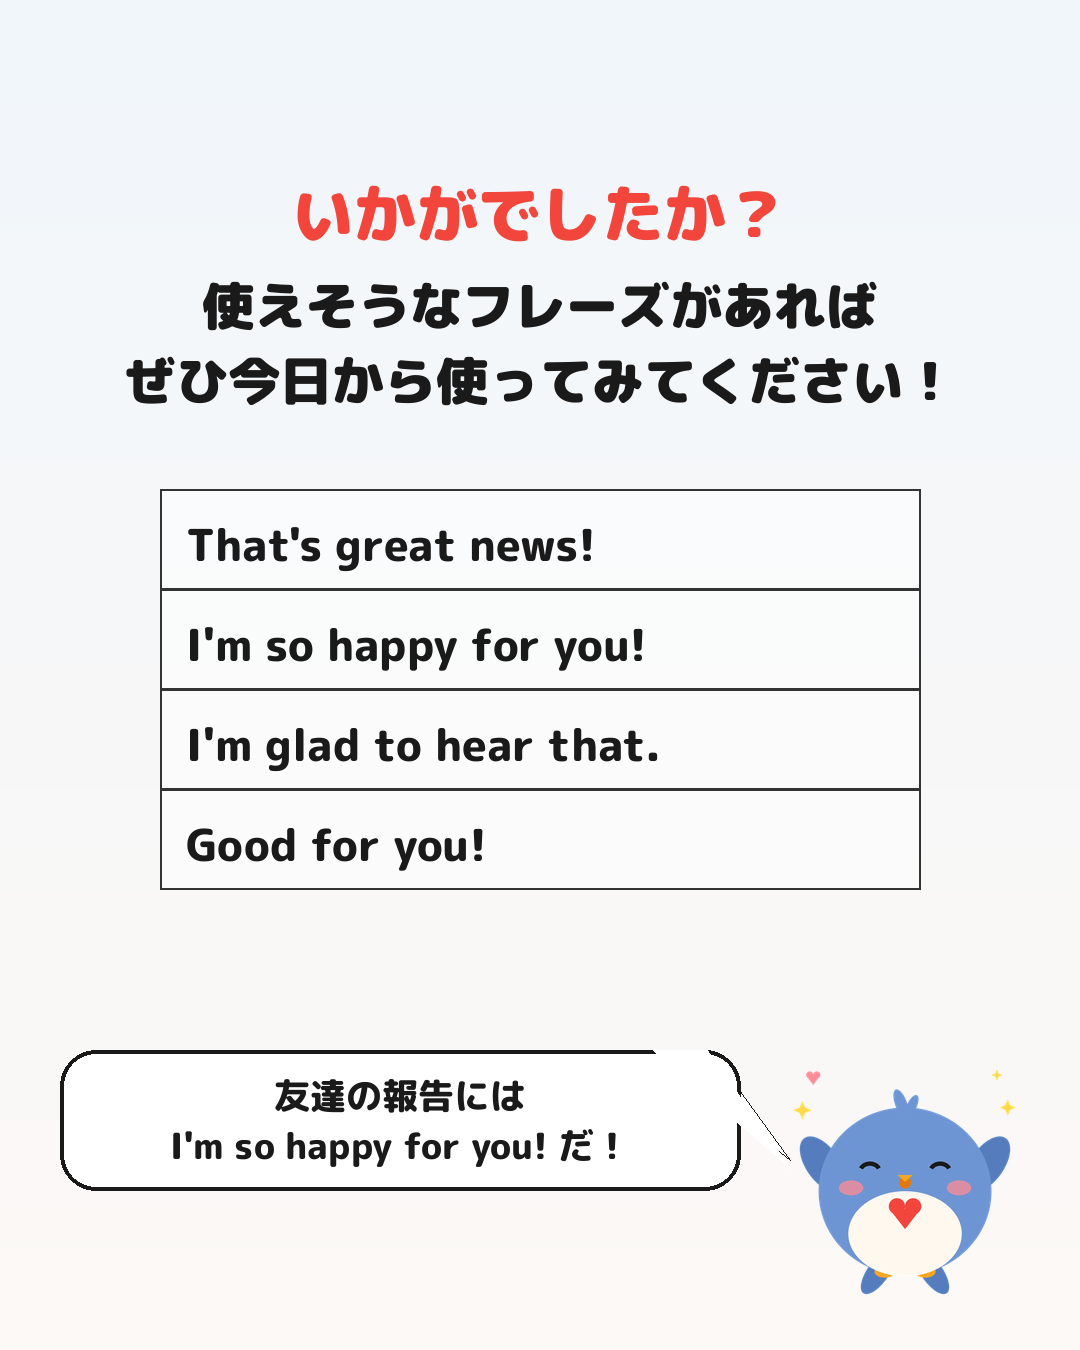 いかがでしたか？
使えそうなフレーズがあれば
ぜひ今日から使ってみてください！
That's great news!
I'm so happy for you!
I'm glad to hear that.
Good for you!
友達の報告には
I'm so happy for you! だ！